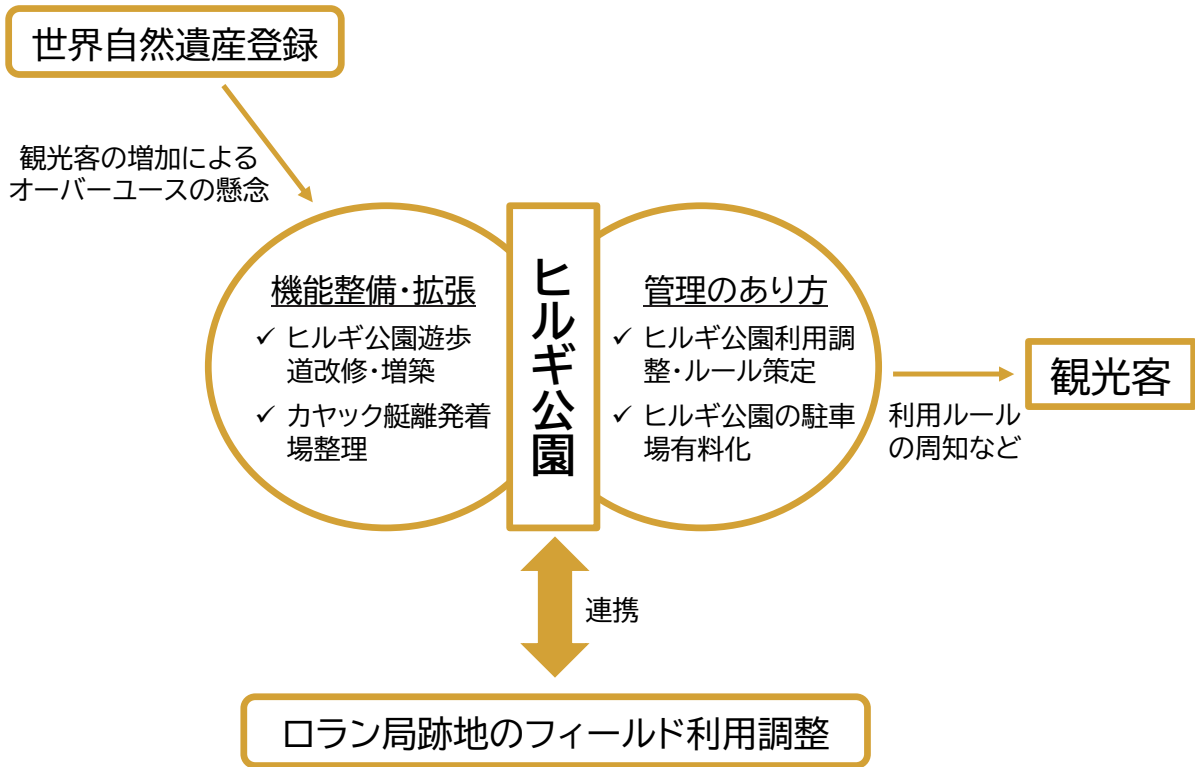 世界自然遺産登録
観光客の増加による
オーバーユースの懸念
機能整備・拡張
✓ ヒルギ公園遊歩
道改修・増築
✓ カヤック艇離発着
場整理
ヒルギ公園
管理のあり方
✓ ヒルギ公園利用調
整・ルール策定
✓ ヒルギ公園の駐車
場有料化
観光客
利用ルール
の周知など
連携
ロラン局跡地のフィールド利用調整